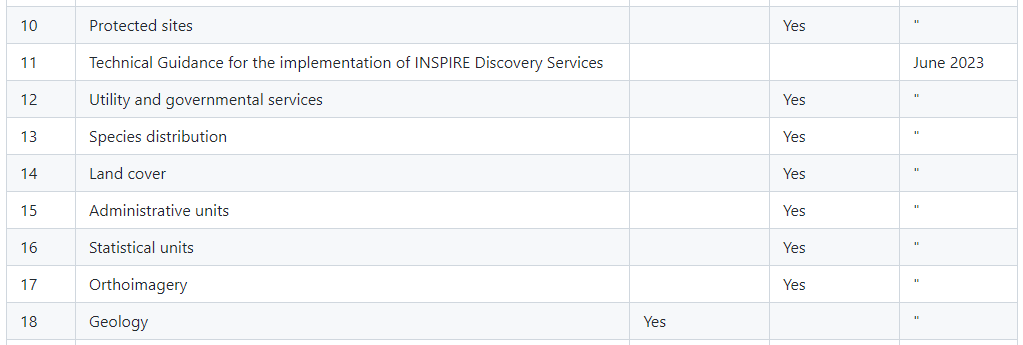 10 Protected sites Yes "
11 Technical Guidance for the implementation of INSPIRE Discovery Services June 2023
12 Utility and governmental services Yes "
13 Species distribution Yes "
14 Land cover Yes "
15 Administrative units Yes "
16 Statistical units Yes "
17 Orthoimagery Yes "
18 Geology Yes "